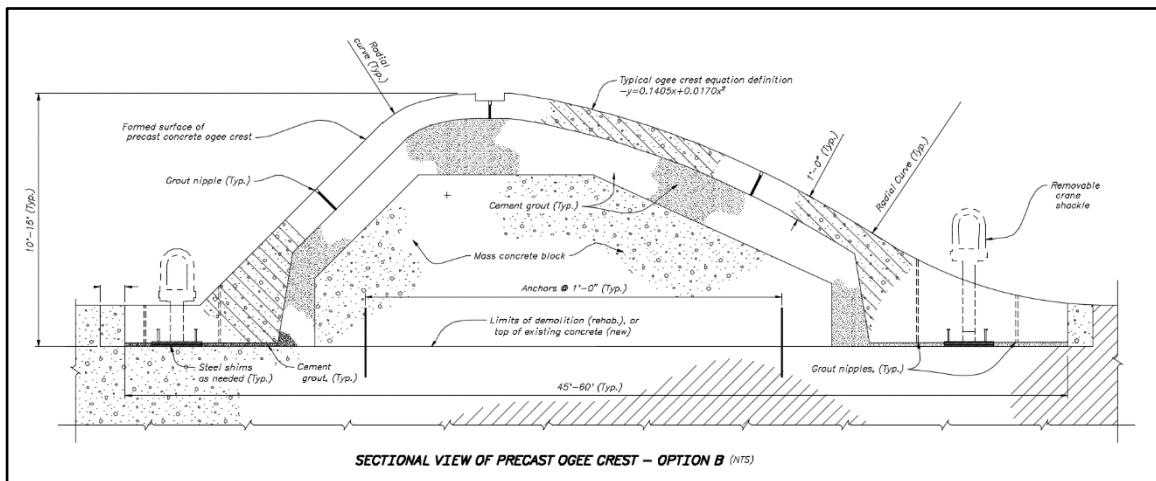 Radial
curve (Typ.)
Typical ogee crest equation definition
-y=0.1405x+0.0170x²
Formed surface of
precast concrete ogee crest
1'-0" (Typ.)
Radial Curve (Typ.)
Removable
crane
shackle
Grout nipple (Typ.)
10'-15' (Typ.)
Cement grout (Typ.)
Mass concrete block
Anchors @ 1'-0" (Typ.)
Limits of demolition (rehab.), or
top of existing concrete (new)
Steel shims
as needed (Typ.)
Cement
grout, (Typ.)
Grout nipples, (Typ.)
45'-60' (Typ.)
SECTIONAL VIEW OF PRECAST OGEE CREST – OPTION B (NTS)